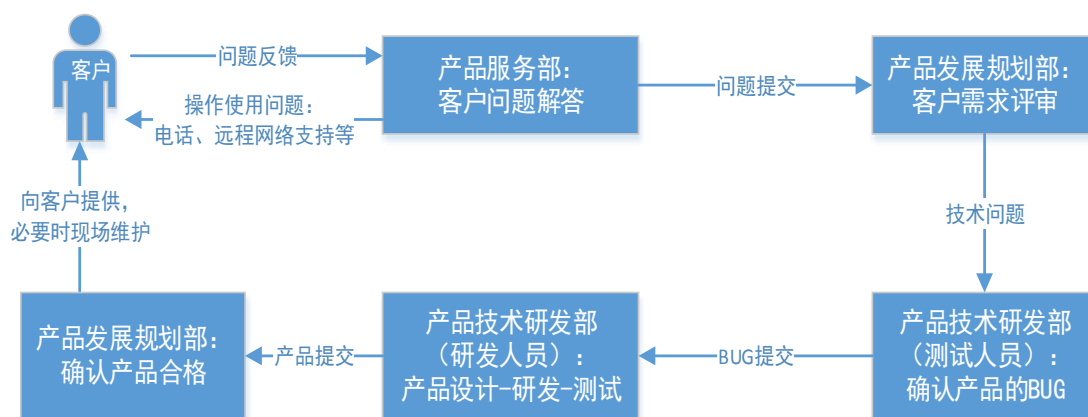 客户
问题反馈
产品服务部：
客户问题解答
问题提交
产品发展规划部：
客户需求评审
操作使用问题：
电话、远程网络支持等
向客户提供，
必要时现场维护
技术问题
产品发展规划部：
确认产品合格
产品提交
产品技术研发部
（研发人员）：
产品设计-研发-测试
BUG提交
产品技术研发部
（测试人员）：
确认产品的BUG